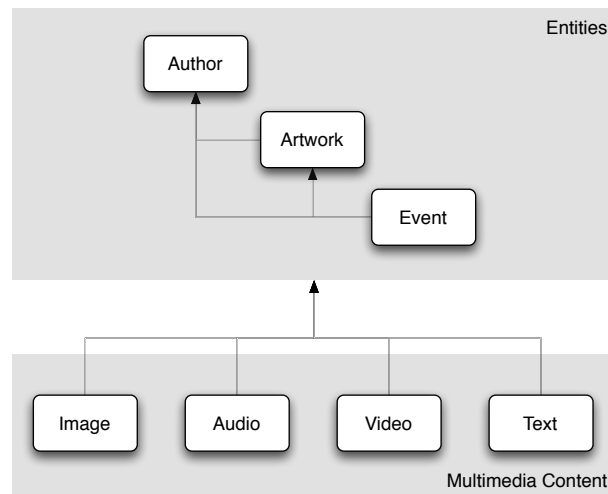 Entities
Author
Artwork
Event
Image
Audio
Video
Text
Multimedia Content